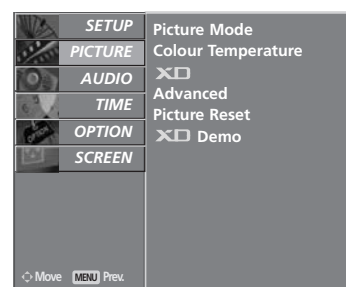 SETUP
PICTURE
AUDIO
TIME
OPTION
SCREEN
Move MENU Prev.
Picture Mode
Colour Temperature
XD
Advanced
Picture Reset
XD Demo